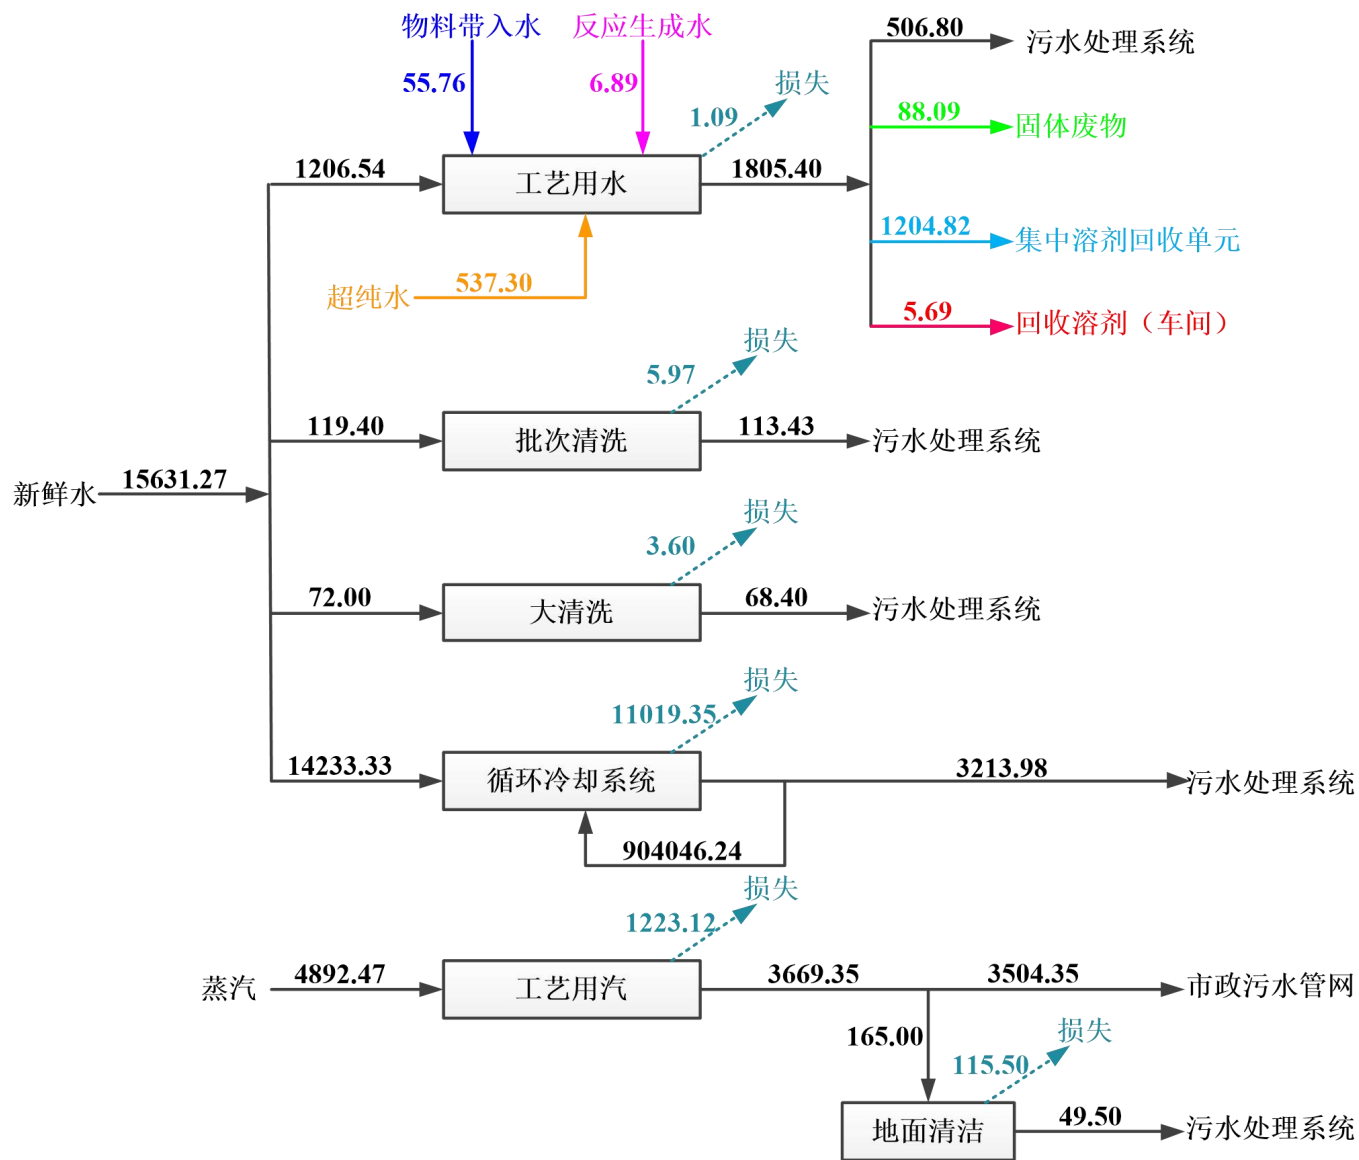 物料带入水
反应生成水
506.80
污水处理系统
55.76
6.89
损失
1.09
88.09
固体废物
1206.54
工艺用水
1805.40
1204.82
集中溶剂回收单元
超纯水
537.30
5.69
回收溶剂（车间）
损失
5.97
119.40
批次清洗
113.43
污水处理系统
新鲜水
15631.27
损失
3.60
72.00
大清洗
68.40
污水处理系统
损失
11019.35
14233.33
循环冷却系统
3213.98
污水处理系统
904046.24
损失
1223.12
蒸汽
4892.47
工艺用汽
3669.35
3504.35
市政污水管网
165.00
损失
115.50
地面清洁
49.50
污水处理系统